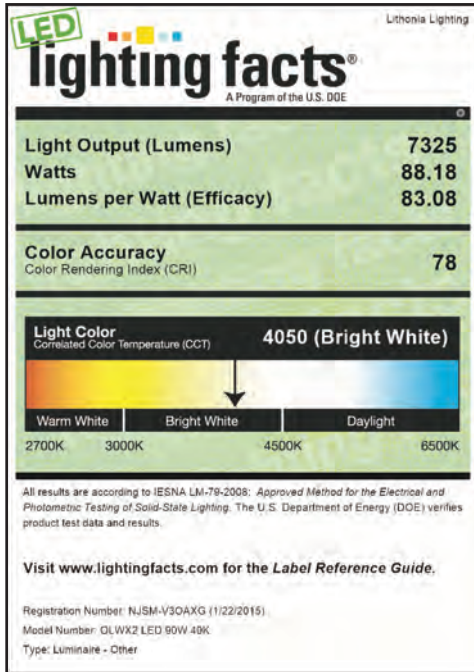 LED
Lithonia Lighting
lighting facts®
A Program of the U.S. DOE
Light Output (Lumens) 7325
Watts 88.18
Lumens per Watt (Efficacy) 83.08
Color Accuracy
Color Rendering Index (CRI) 78
Light Color
Correlated Color Temperature (CCT) 4050 (Bright White)
Warm White Bright White Daylight
2700K 3000K 4500K 6500K
All results are according to IESNA LM-79-2008: Approved Method for the Electrical and
Photometric Testing of Solid-State Lighting. The U.S. Department of Energy (DOE) verifies
product test data and results.
Visit www.lightingfacts.com for the Label Reference Guide.
Registration Number: NJSM-V3OAXG (1/22/2015)
Model Number: OLWX2 LED 90W 40K
Type: Luminaire - Other